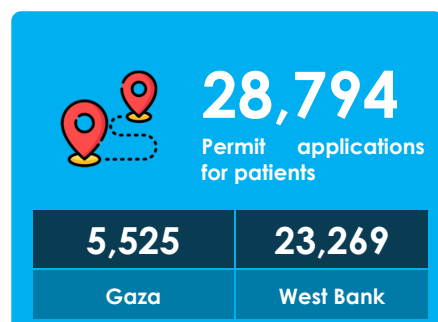 28,794
Permit applications
for patients
5,525 23,269
Gaza West Bank